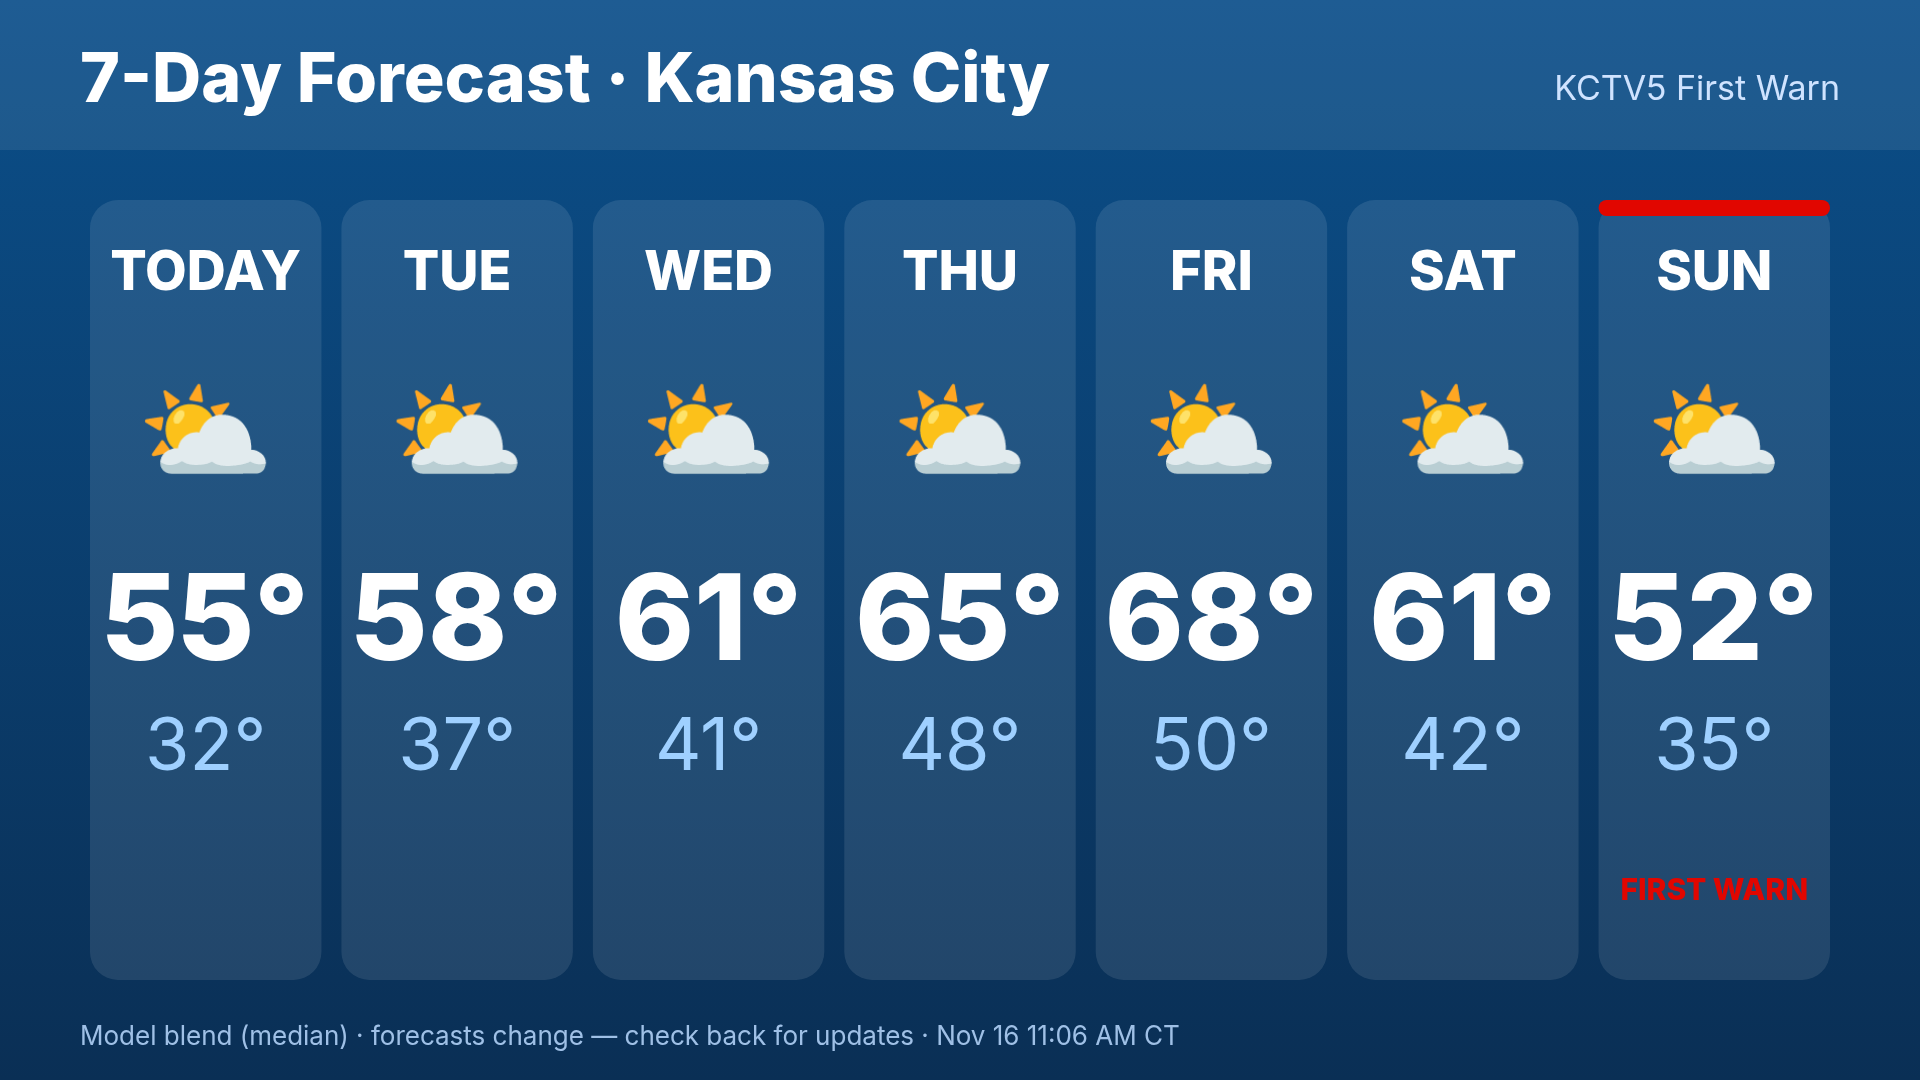 7-Day Forecast · Kansas City
KCTV5 First Warn
TODAY TUE WED THU FRI SAT SUN
55° 58° 61° 65° 68° 61° 52°
32° 37° 41° 48° 50° 42° 35°
FIRST WARN
Model blend (median) · forecasts change — check back for updates · Nov 16 11:06 AM CT